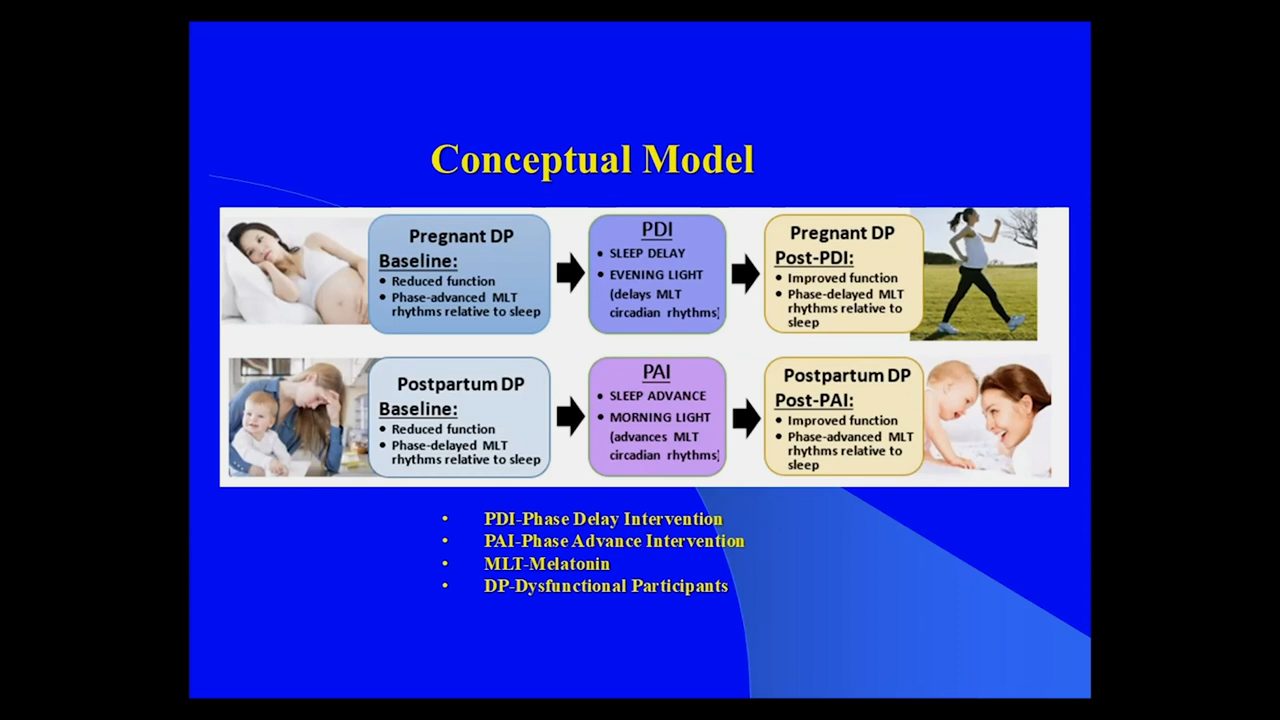 Conceptual Model
Pregnant DP
Baseline:
• Reduced function
• Phase-advanced MLT
rhythms relative to sleep
PDI
• SLEEP DELAY
• EVENING LIGHT
(delays MLT
circadian rhythms)
Pregnant DP
Post-PDI:
• Improved function
• Phase-delayed MLT
rhythms relative to
sleep
Postpartum DP
Baseline:
• Reduced function
• Phase-delayed MLT
rhythms relative to sleep
PAI
• SLEEP ADVANCE
• MORNING LIGHT
(advances MLT
circadian rhythms)
Postpartum DP
Post-PAI:
• Improved function
• Phase-advanced MLT
rhythms relative to
sleep
• PDI-Phase Delay Intervention
• PAI-Phase Advance Intervention
• MLT-Melatonin
• DP-Dysfunctional Participants